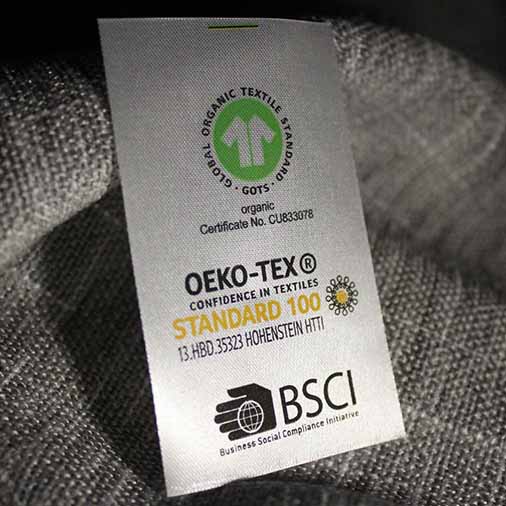 GLOBAL ORGANIC TEXTILE STANDARD
· GOTS ·
organic
Certificate No. CU833078
OEKO-TEX®
CONFIDENCE IN TEXTILES
STANDARD 100
13.HBD.35323 HOHENSTEIN HTTI
BSCI
Business Social Compliance Initiative